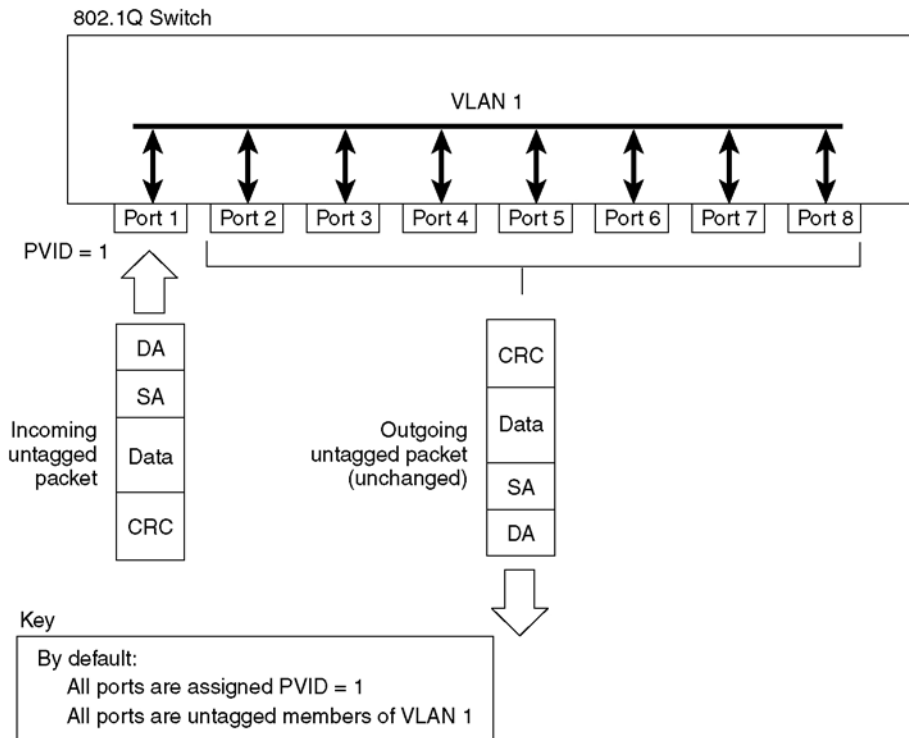 802.1Q Switch
VLAN 1
Port 1
Port 2
Port 3
Port 4
Port 5
Port 6
Port 7
Port 8
PVID = 1
DA
SA
Data
CRC
Incoming
untagged
packet
CRC
Data
SA
DA
Outgoing
untagged packet
(unchanged)
Key
By default:
All ports are assigned PVID = 1
All ports are untagged members of VLAN 1